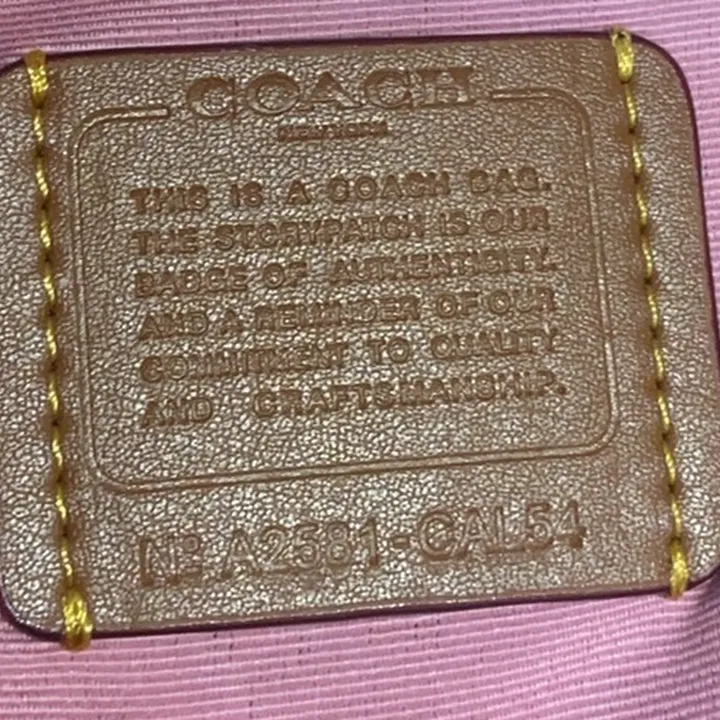 COACH
NEW YORK
THIS IS A COACH BAG.
THE STORYPATCH IS OUR
BADGE OF AUTHENTICITY.
AND A REMINDER OF OUR
COMMITMENT TO QUALITY
AND CRAFTSMANSHIP.
Nº A2581-CAL54